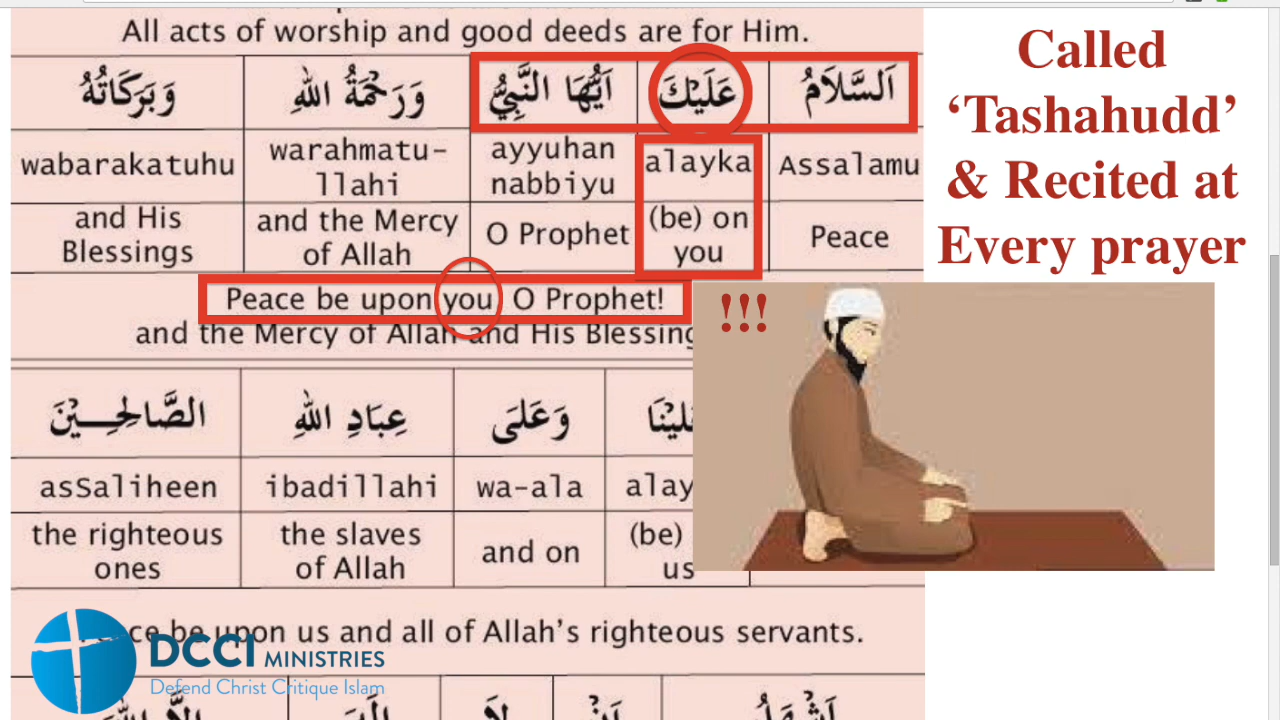 All acts of worship and good deeds are for Him.
اَلسَّلَامُ عَلَيْكَ اَيُّهَا النَّبِيُّ وَرَحْمَةُ اللهِ وَبَرَكَاتُهُ
wabarakatuhu warahmatu-llahi ayyuhan nabbiyu alayka Assalamu
and His Blessings and the Mercy of Allah O Prophet (be) on you Peace
Peace be upon you O Prophet!
and the Mercy of Allah and His Blessing
وَعَلَى عِبَادِ اللهِ الصَّالِحِيْنَ
asSaliheen ibadillahi wa-ala alay
the righteous ones the slaves of Allah and on (be) us
be upon us and all of Allah's righteous servants.
Called
‘Tashahudd’
& Recited at
Every prayer
!!!
DCCI MINISTRIES
Defend Christ Critique Islam